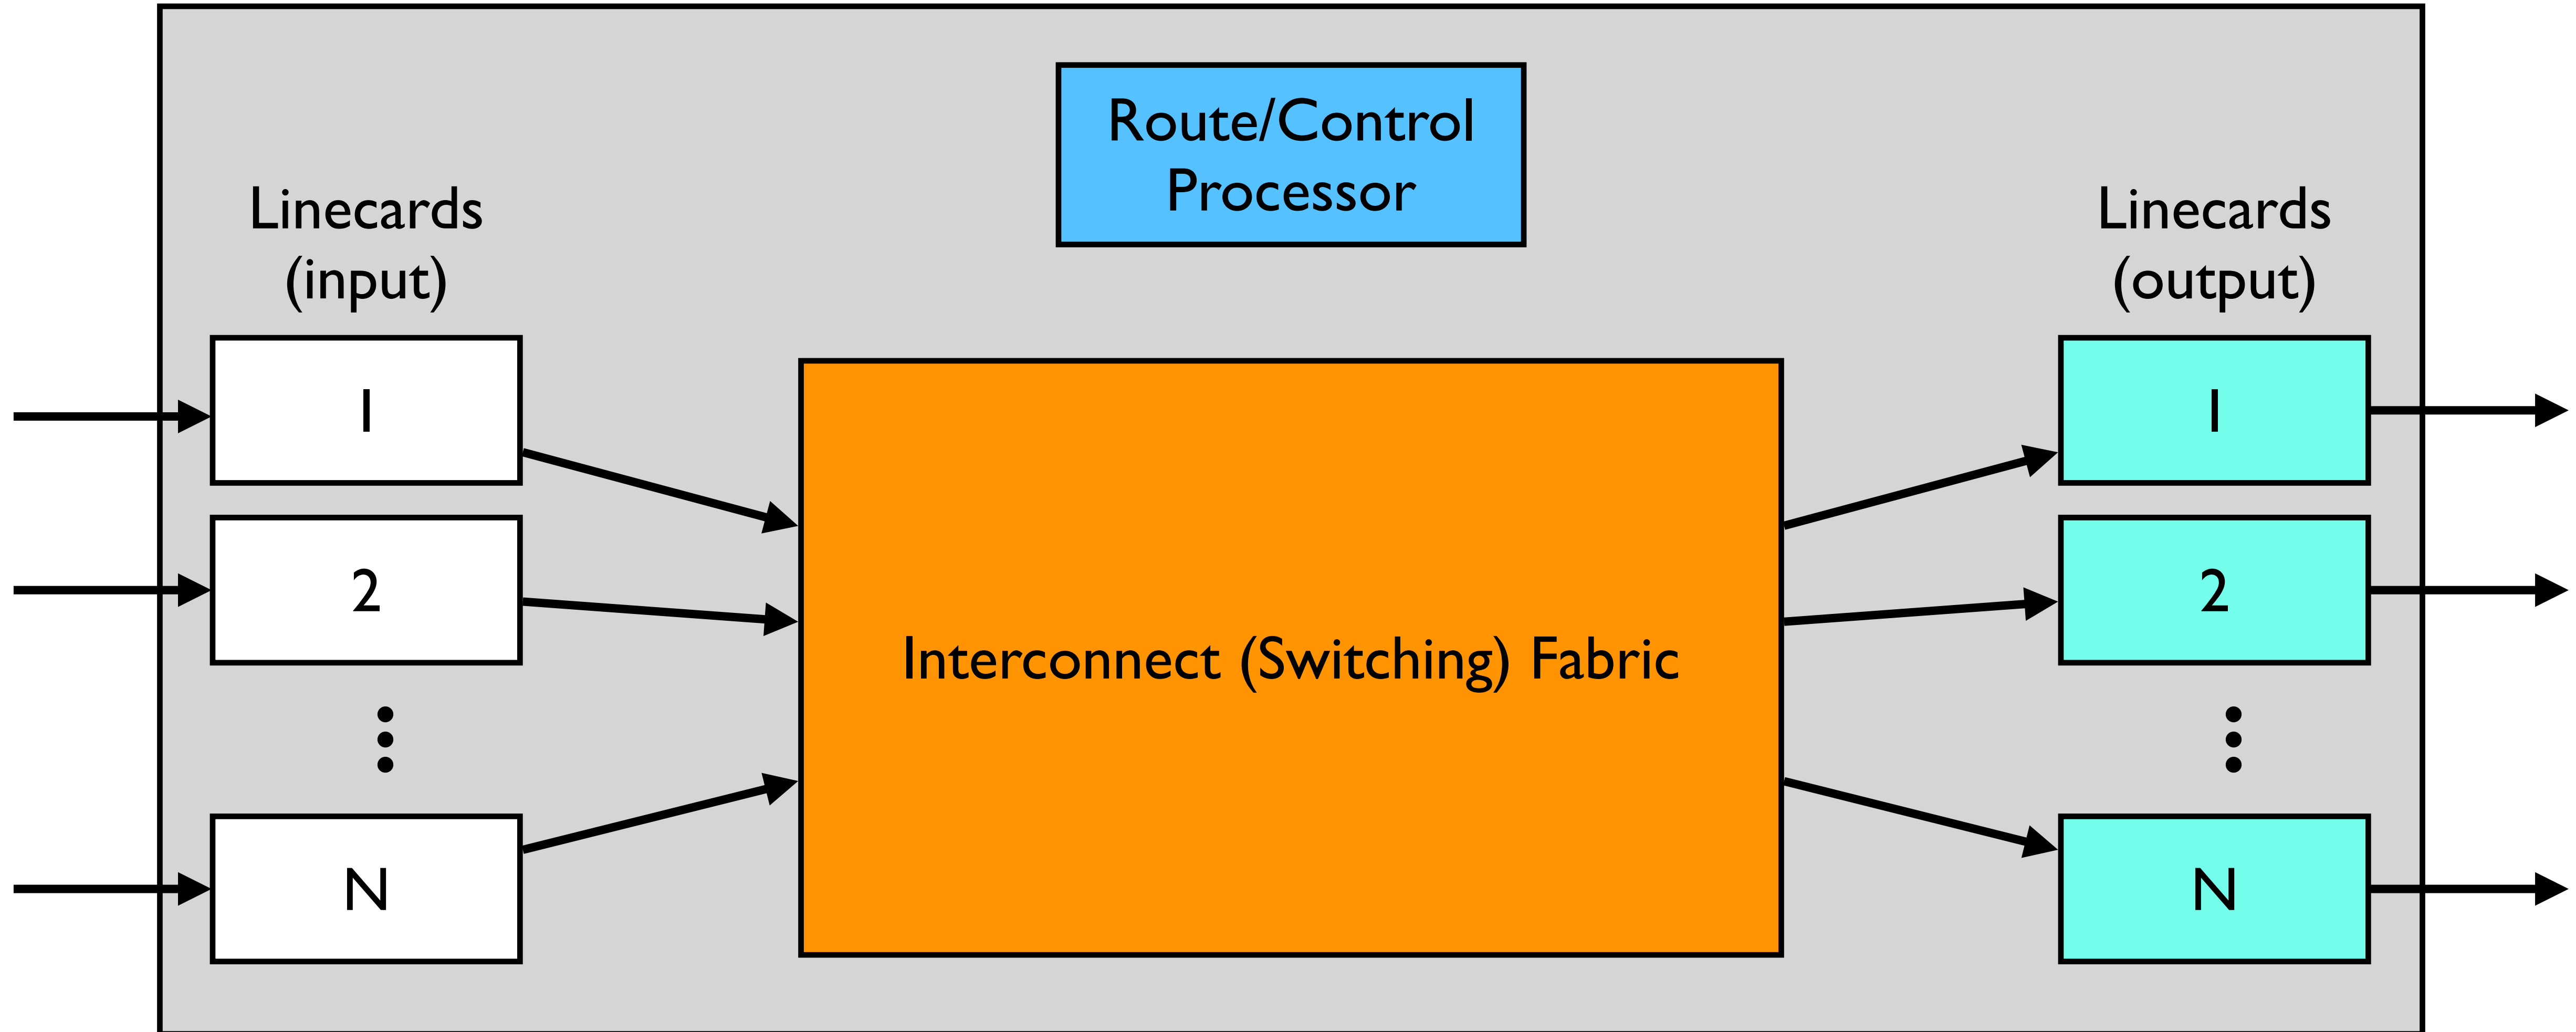 Route/Control
Processor
Linecards
(input)
1
2
N
Interconnect (Switching) Fabric
Linecards
(output)
1
2
N